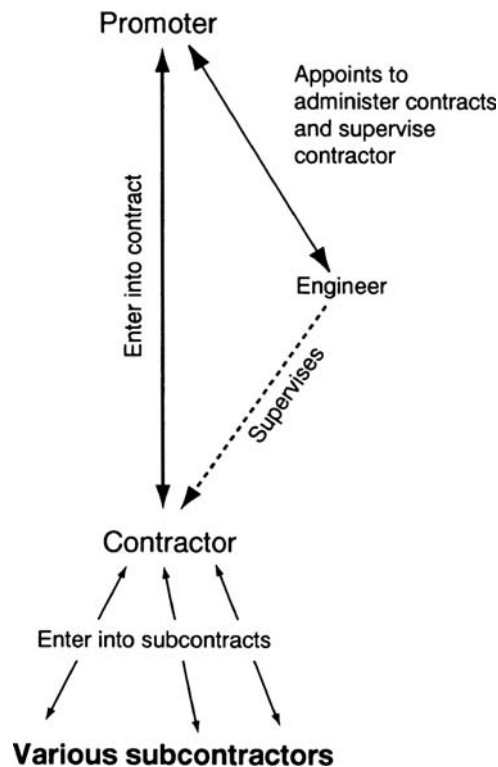 Promoter
Appoints to
administer contracts
and supervise
contractor
Enter into contract
Engineer
Supervises
Contractor
Enter into subcontracts
Various subcontractors